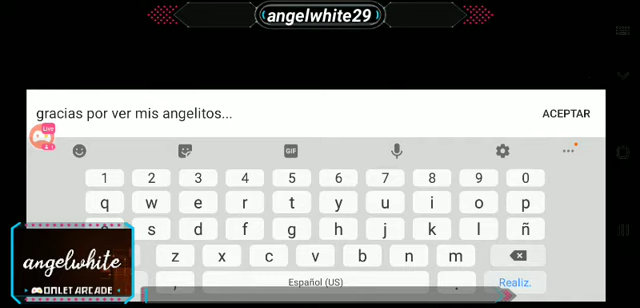 angelwhite29
gracias por ver mis angelitos...
ACEPTAR
Live
GIF
1 2 3 4 5 6 7 8 9 0
q w e r t y u i o p
s d f g h j k l ñ
z x c v b n m
angelwhite
OMLET ARCADE
, Español (US) . Realiz.